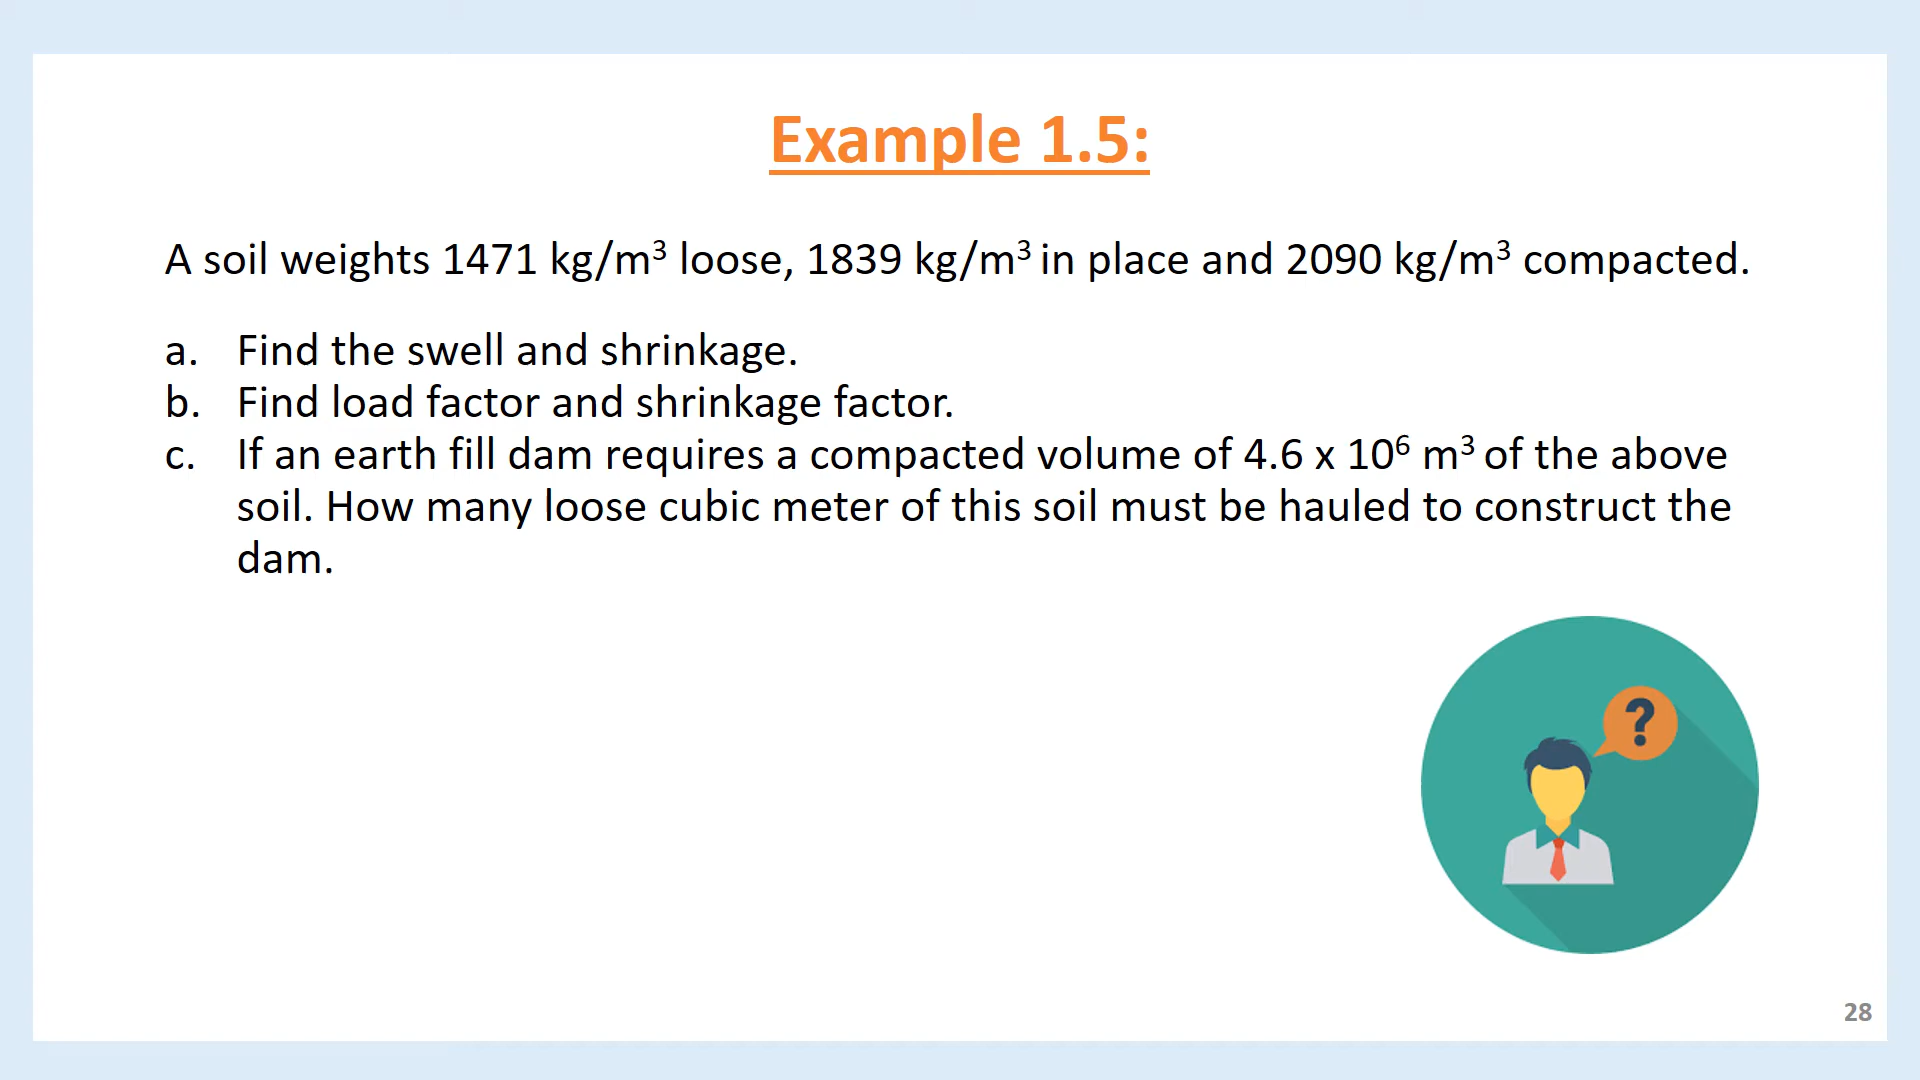 Example 1.5:
A soil weights 1471 kg/m³ loose, 1839 kg/m³ in place and 2090 kg/m³ compacted.
a. Find the swell and shrinkage.
b. Find load factor and shrinkage factor.
c. If an earth fill dam requires a compacted volume of 4.6 x 10⁶ m³ of the above
soil. How many loose cubic meter of this soil must be hauled to construct the
dam.
?
28